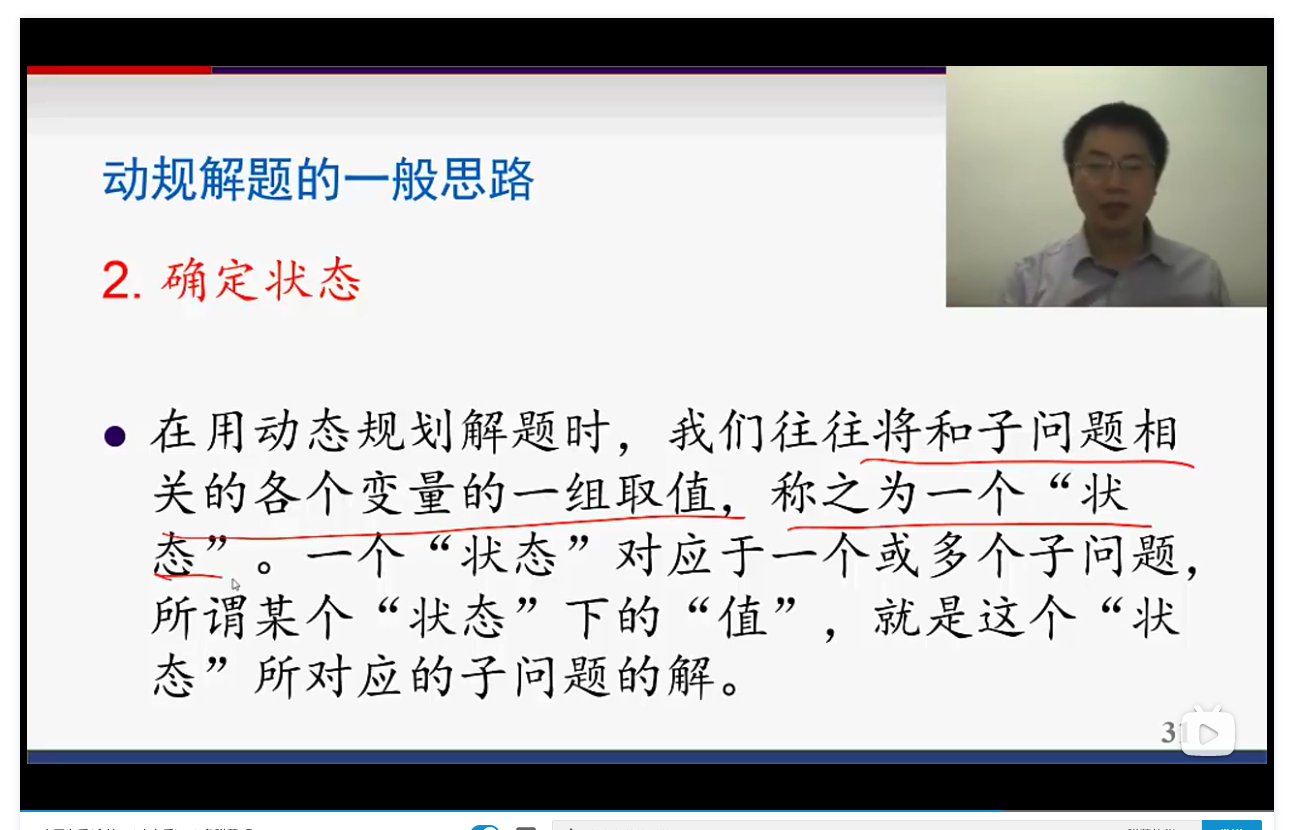 动规解题的一般思路
2. 确定状态
在用动态规划解题时，我们往往将和子问题相
关的各个变量的一组取值，称之为一个“状
态”。一个“状态”对应于一个或多个子问题，
所谓某个“状态”下的“值”，就是这个“状
态”所对应的子问题的解。
31